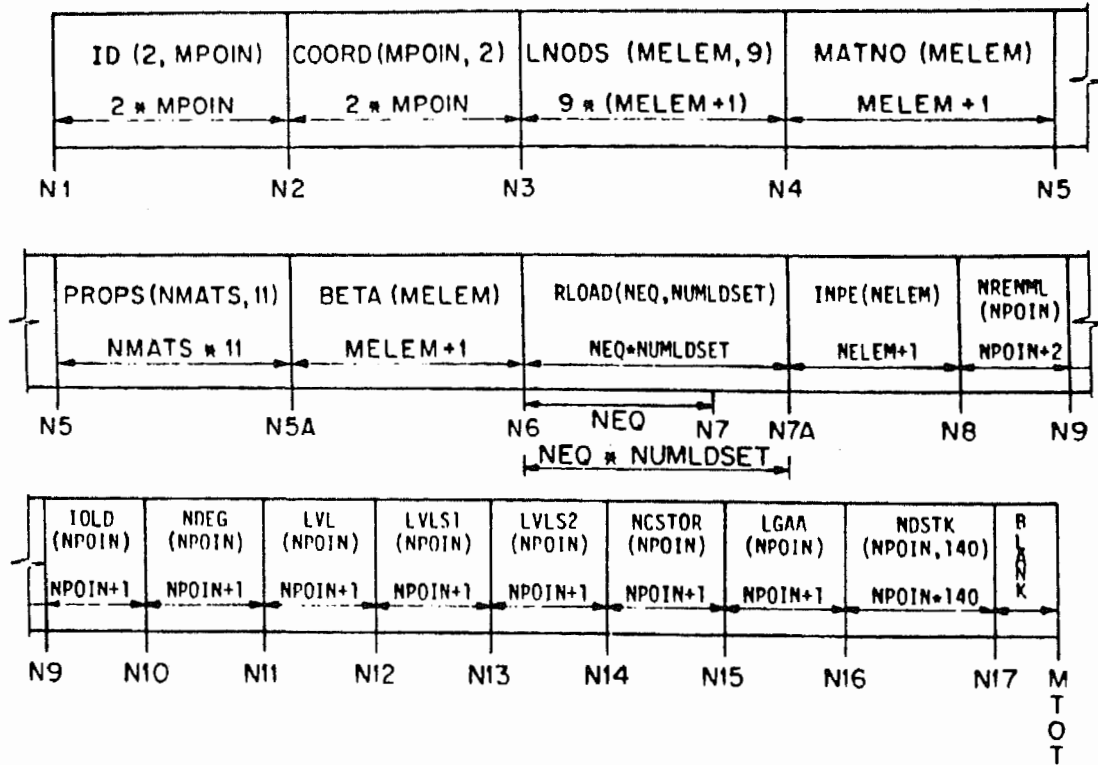 ID (2, MPOIN) COORD (MPOIN, 2) LNODS (MELEM, 9) MATNO (MELEM)
2 * MPOIN 2 * MPOIN 9 * (MELEM +1) MELEM +1
N1 N2 N3 N4 N5
PROPS (NMATS, 11) BETA (MELEM) RLOAD (NEQ, NUMLDSET) INPE (NELEM) NRENML
(NPOIN)
NMATS * 11 MELEM +1 NEQ*NUMLDSET NELEM+1 NPOIN+2
N5 N5A N6 NEQ N7 N7A N8 N9
NEQ * NUMLDSET
IOLD NDEG LVL LVLS1 LVLS2 NCSTOR LGAA NDSTK BLANK
(NPOIN) (NPOIN) (NPOIN) (NPOIN) (NPOIN) (NPOIN) (NPOIN) (NPOIN, 140)
NPOIN+1 NPOIN+1 NPOIN+1 NPOIN+1 NPOIN+1 NPOIN+1 NPOIN+1 NPOIN*140
N9 N10 N11 N12 N13 N14 N15 N16 N17 MTOT